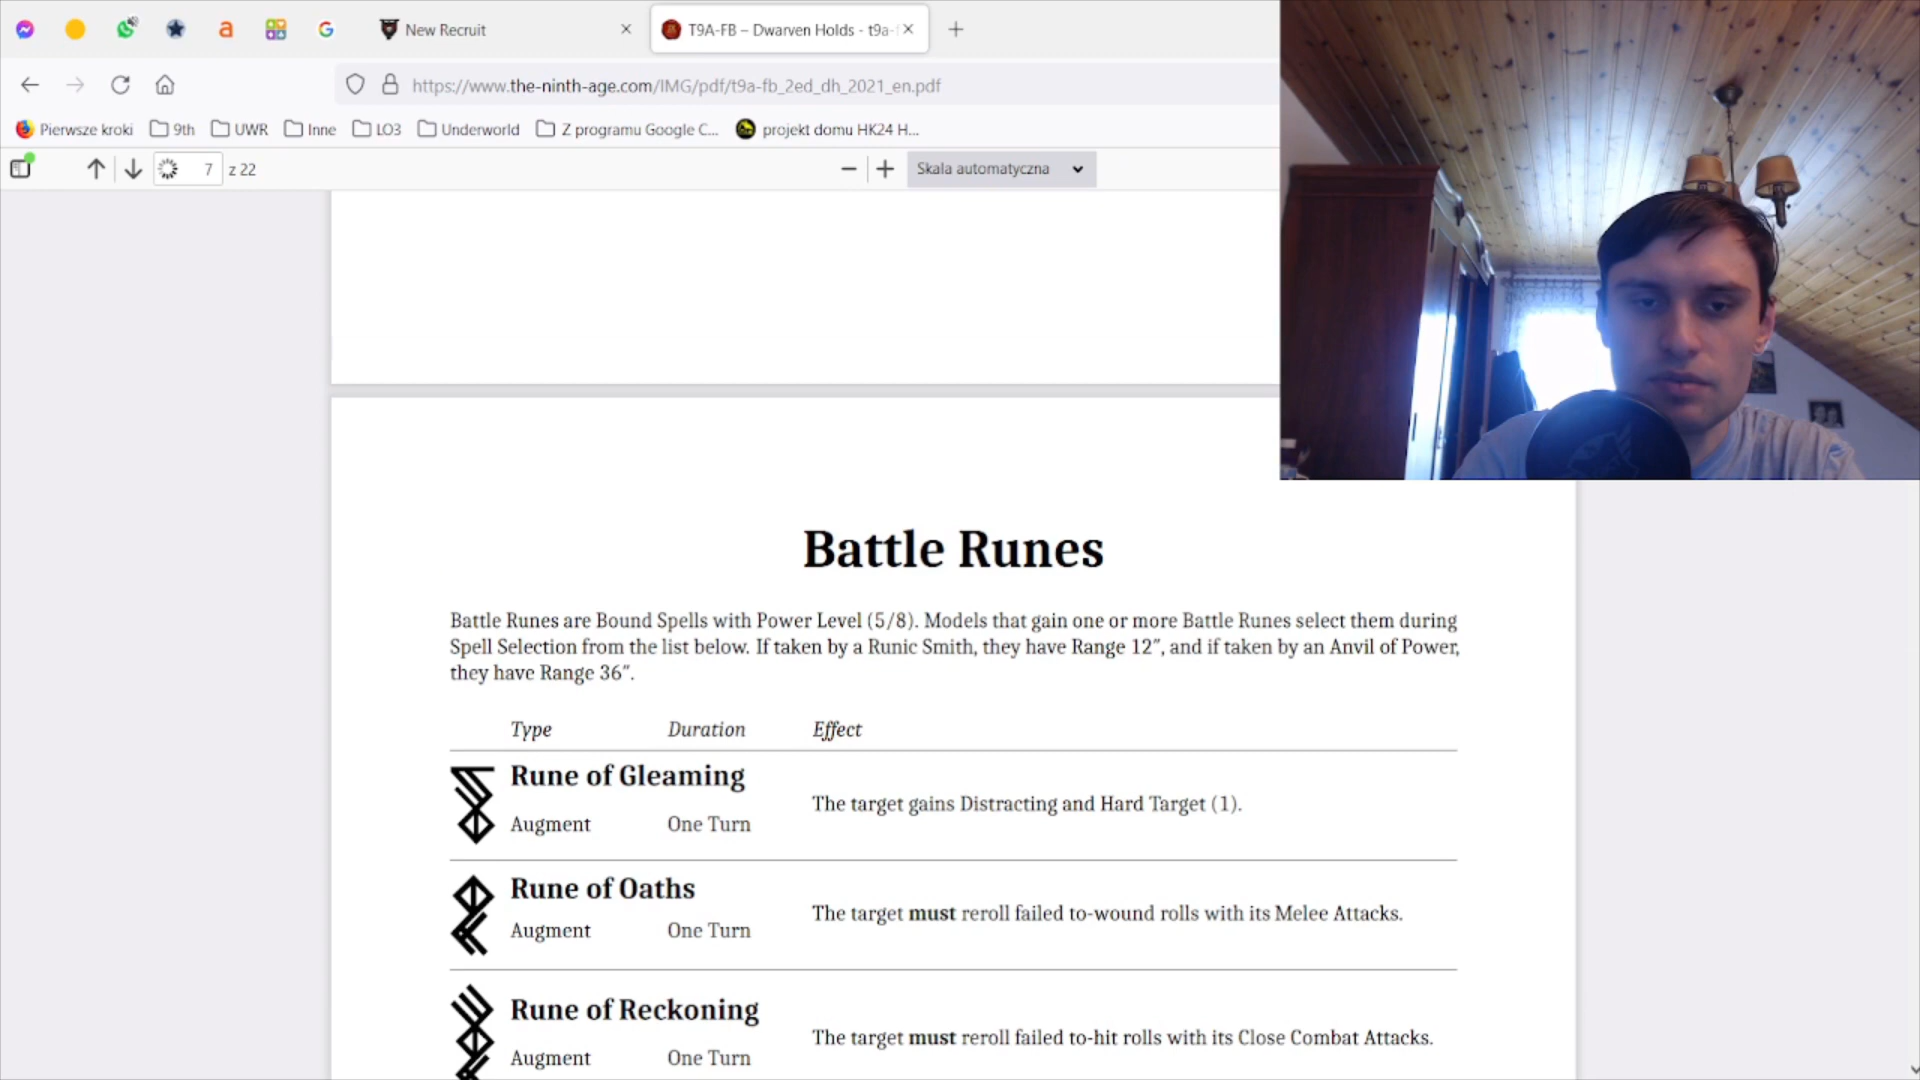 New Recruit
T9A-FB – Dwarven Holds - t9a-
https://www.the-ninth-age.com/IMG/pdf/t9a-fb_2ed_dh_2021_en.pdf
Pierwsze kroki 9th UWR Inne LO3 Underworld Z programu Google C... projekt domu HK24 H...
7 z 22 Skala automatyczna
Battle Runes
Battle Runes are Bound Spells with Power Level (5/8). Models that gain one or more Battle Runes select them during
Spell Selection from the list below. If taken by a Runic Smith, they have Range 12″, and if taken by an Anvil of Power,
they have Range 36″.
Type Duration Effect
Rune of Gleaming
The target gains Distracting and Hard Target (1).
Augment One Turn
Rune of Oaths
The target must reroll failed to-wound rolls with its Melee Attacks.
Augment One Turn
Rune of Reckoning
The target must reroll failed to-hit rolls with its Close Combat Attacks.
Augment One Turn